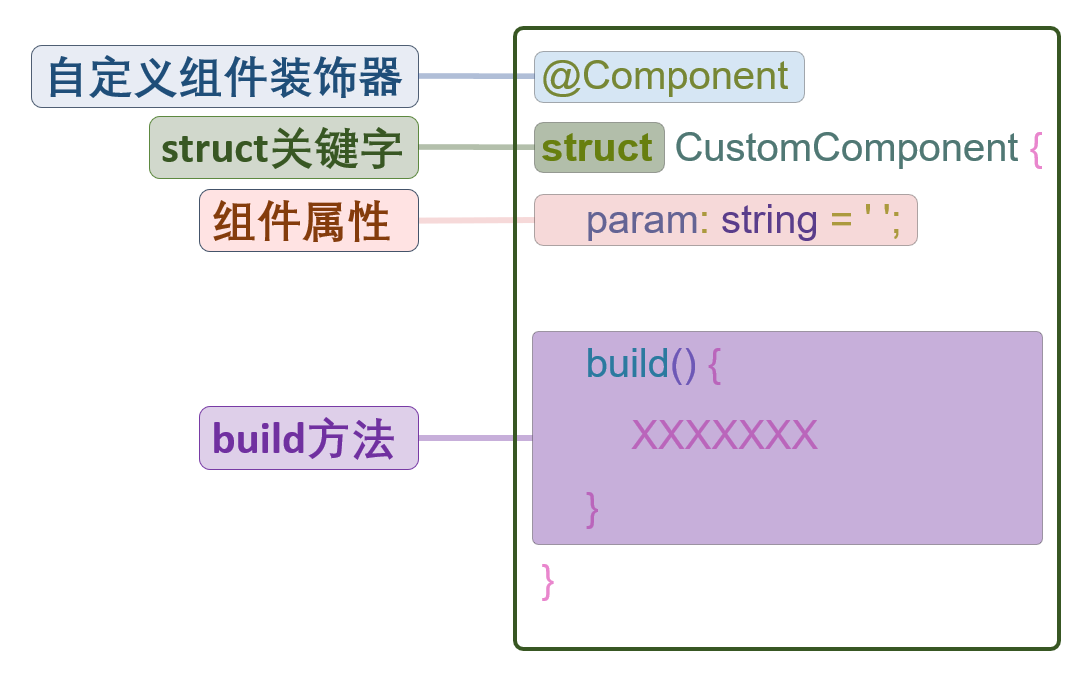 自定义组件装饰器
@Component
struct关键字
struct CustomComponent {
组件属性
param: string = ' ';
build() {
build方法
XXXXXXX
}
}